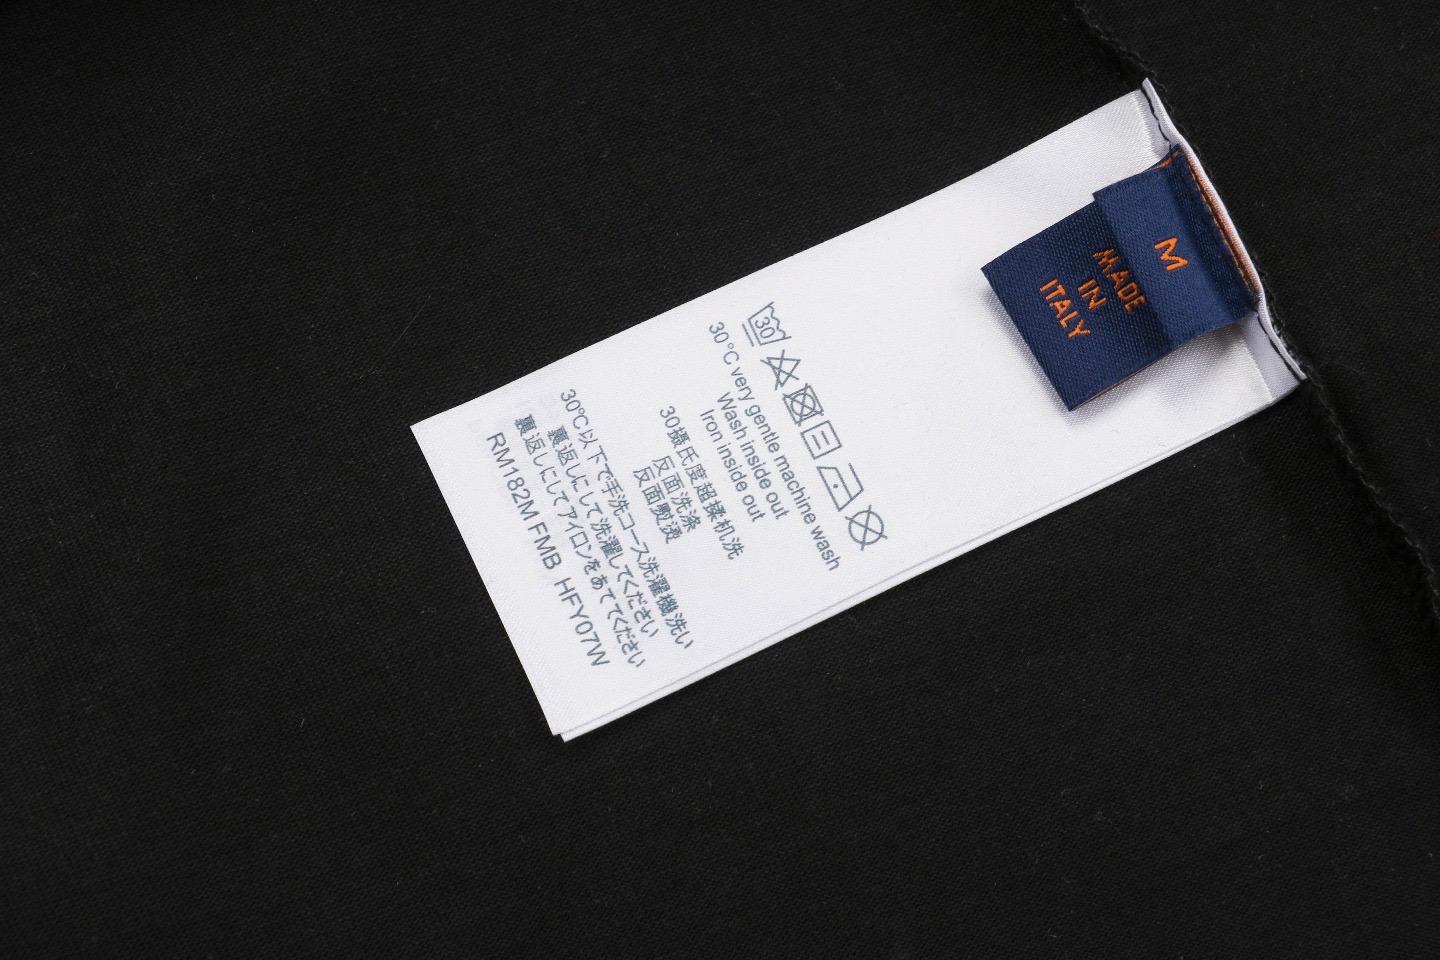 M
MADE
IN
ITALY
30
30°C very gentle machine wash
Wash inside out
Iron inside out
30摄氏度超揉机洗
反面洗涤
反面熨烫
30℃以下で手洗コース洗濯機洗い
裏返しにして洗濯してください
裏返しにしてアイロンをあててください
RM182M FMB HFY07W